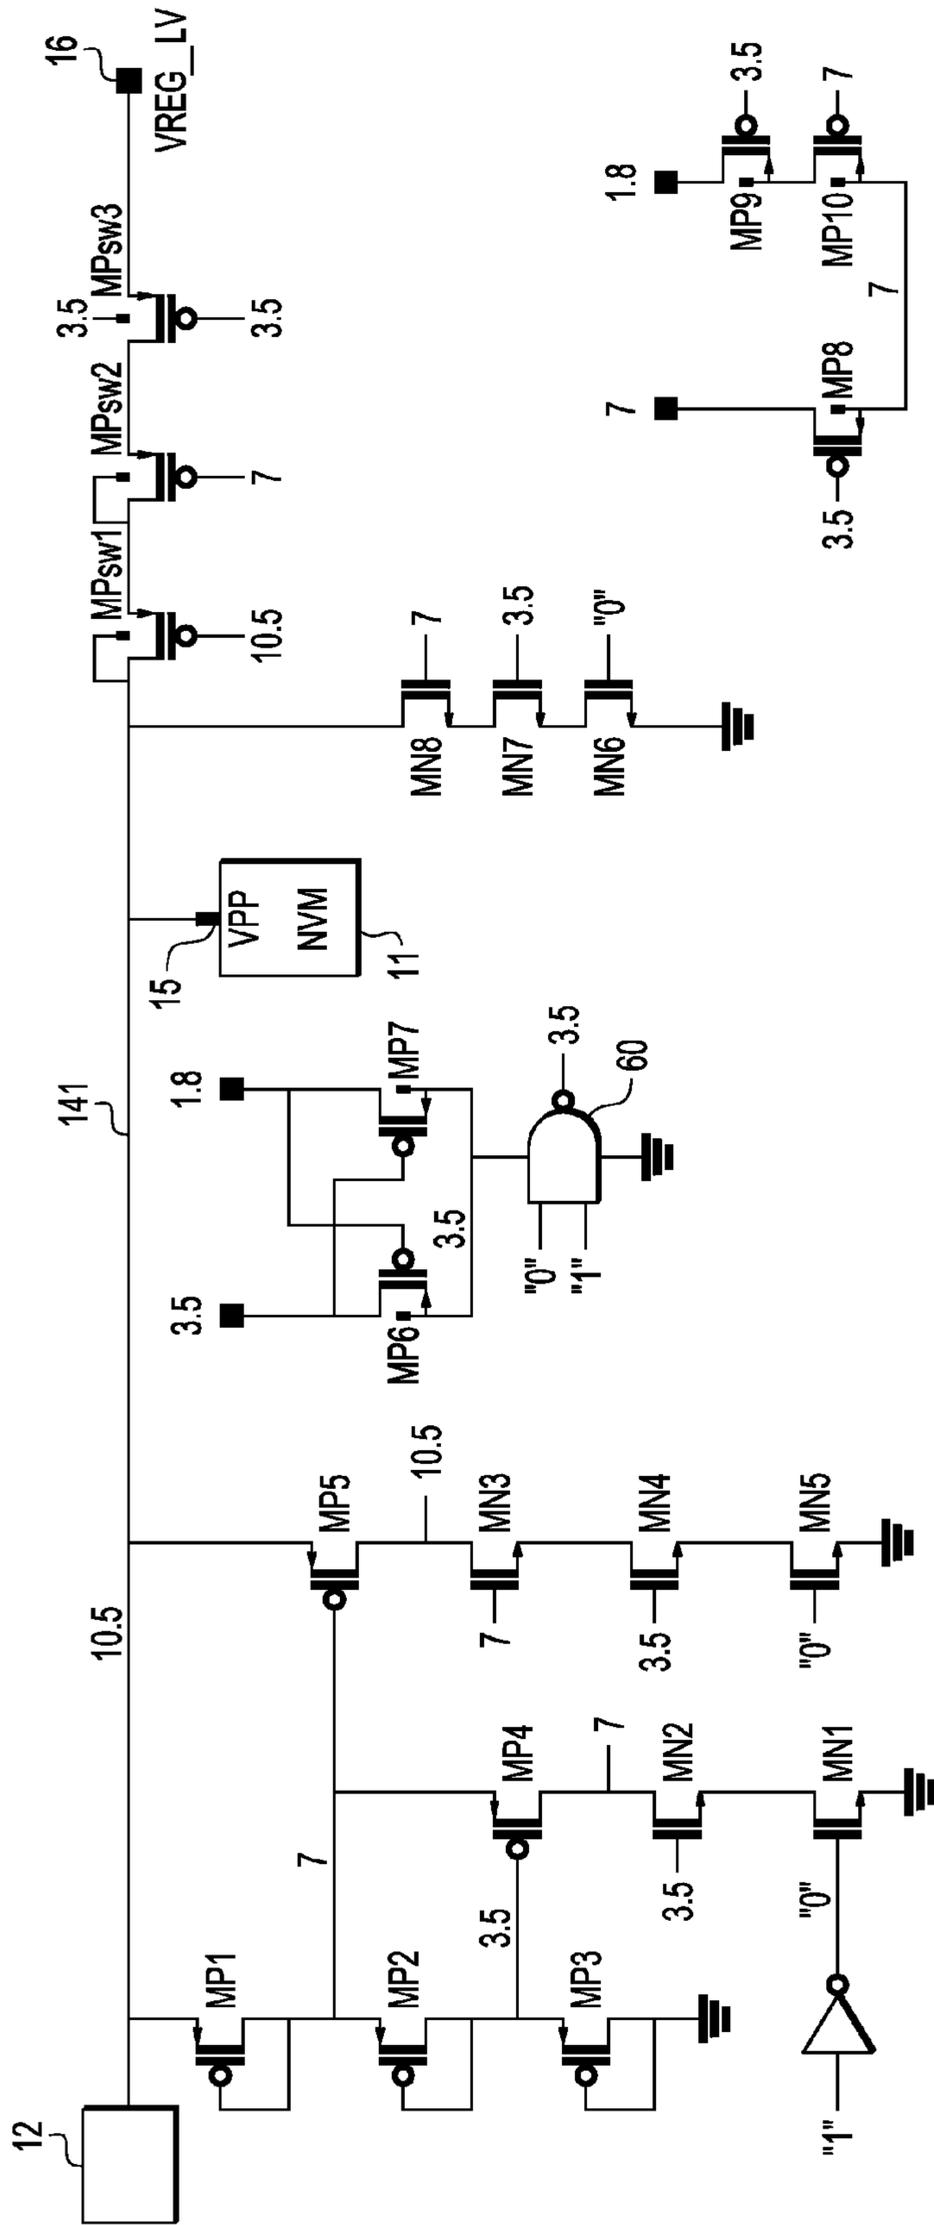 12
10.5
141
16
VREG_LV
MPsw1
MPsw2
3.5
MPsw3
10.5
7
3.5
MP1
7
MP2
3.5
MP3
"1"
"0"
MP4
7
3.5
MN2
MN1
MP5
10.5
7
MN3
3.5
MN4
"0"
MN5
3.5
1.8
MP6
MP7
3.5
"0"
"1"
3.5
60
15
VPP
NVM
11
MN8
7
MN7
3.5
MN6
"0"
7
1.8
3.5
MP8
7
MP9
3.5
MP10
7